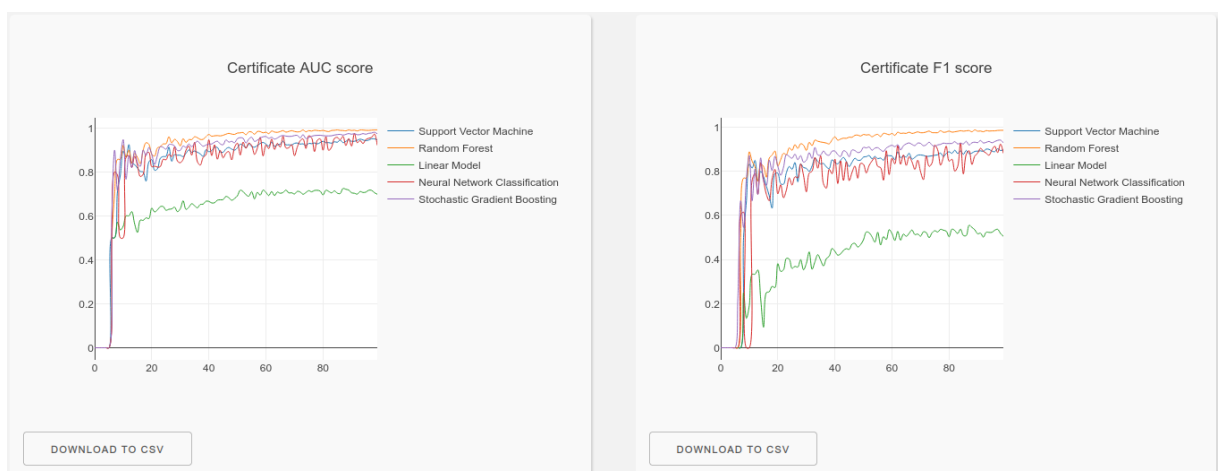 Certificate AUC score
1
0.8
0.6
0.4
0.2
0
0 20 40 60 80
Support Vector Machine
Random Forest
Linear Model
Neural Network Classification
Stochastic Gradient Boosting
DOWNLOAD TO CSV
Certificate F1 score
1
0.8
0.6
0.4
0.2
0
0 20 40 60 80
Support Vector Machine
Random Forest
Linear Model
Neural Network Classification
Stochastic Gradient Boosting
DOWNLOAD TO CSV